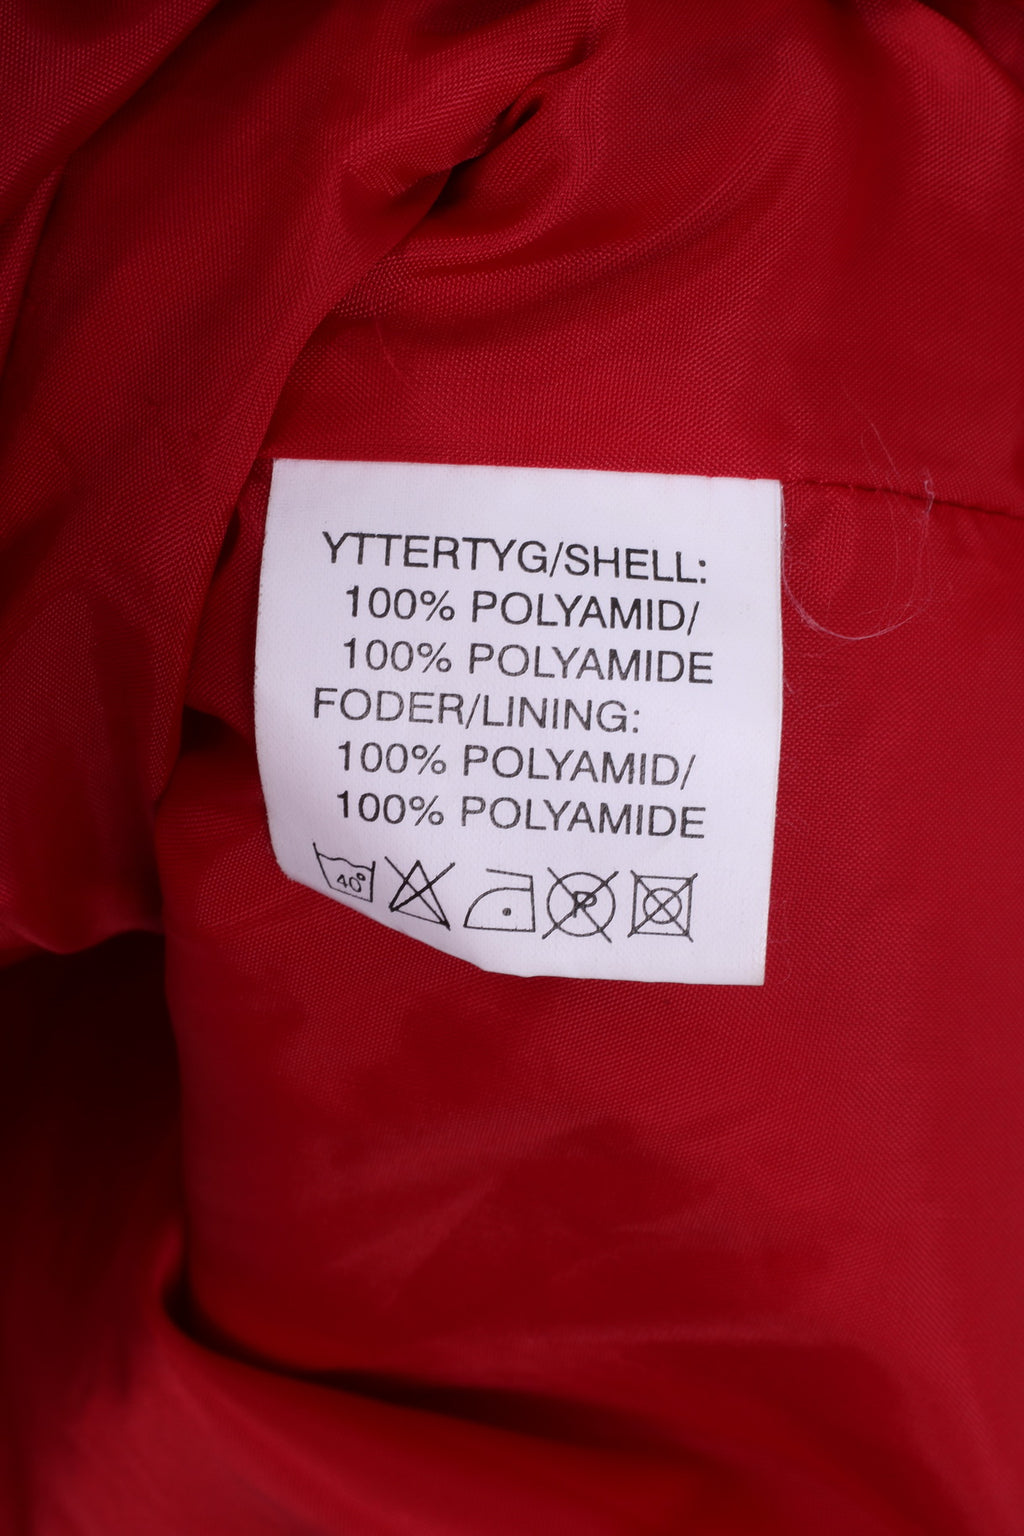 YTTERTYG/SHELL:
100% POLYAMID/
100% POLYAMIDE
FODER/LINING:
100% POLYAMID/
100% POLYAMIDE
40°
P